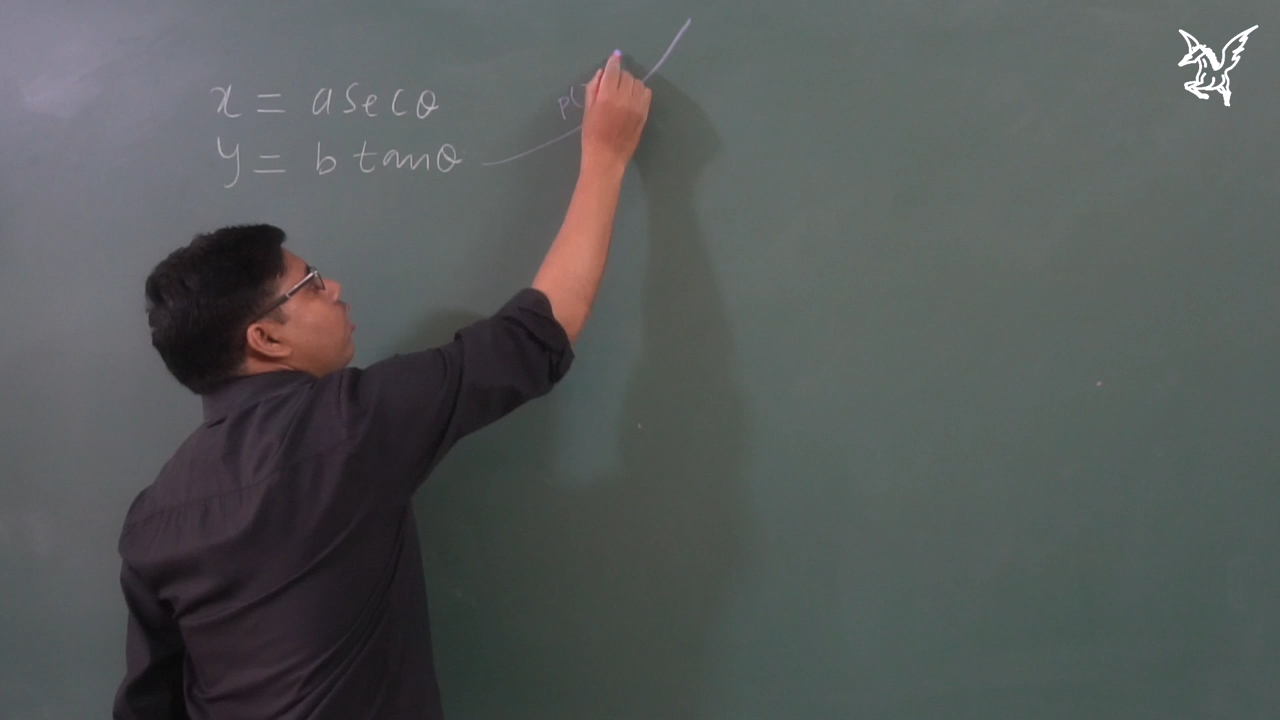 x = a sec θ
y = b tan θ
P(